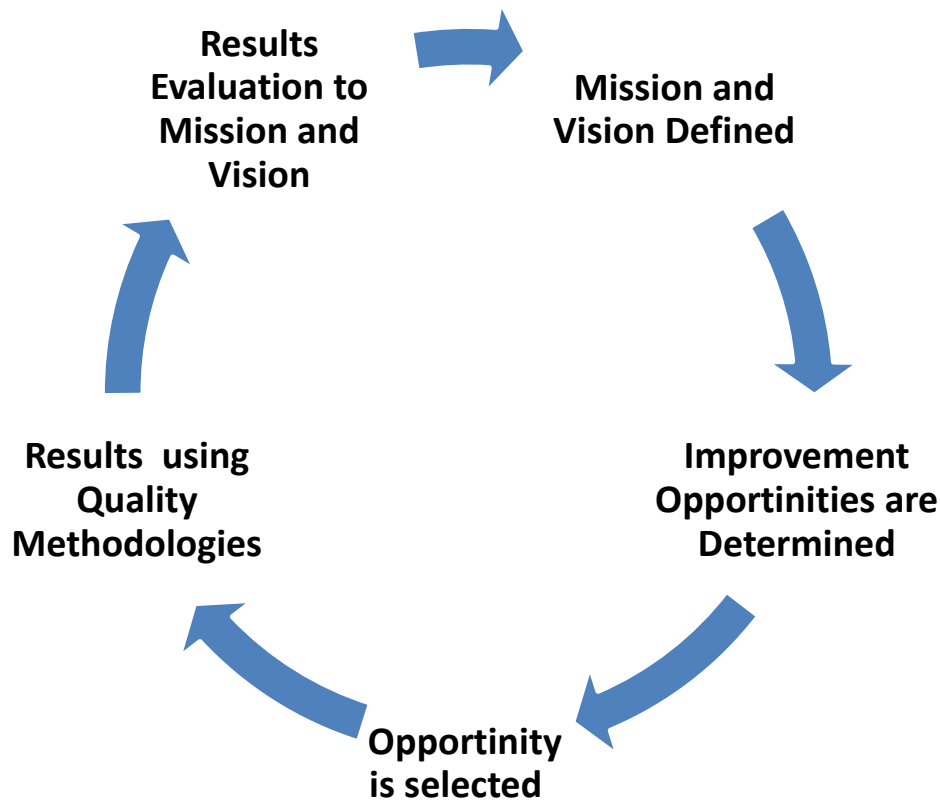 Results
Evaluation to
Mission and
Vision
Mission and
Vision Defined
Improvement
Opportinities are
Determined
Opportinity
is selected
Results  using
Quality
Methodologies